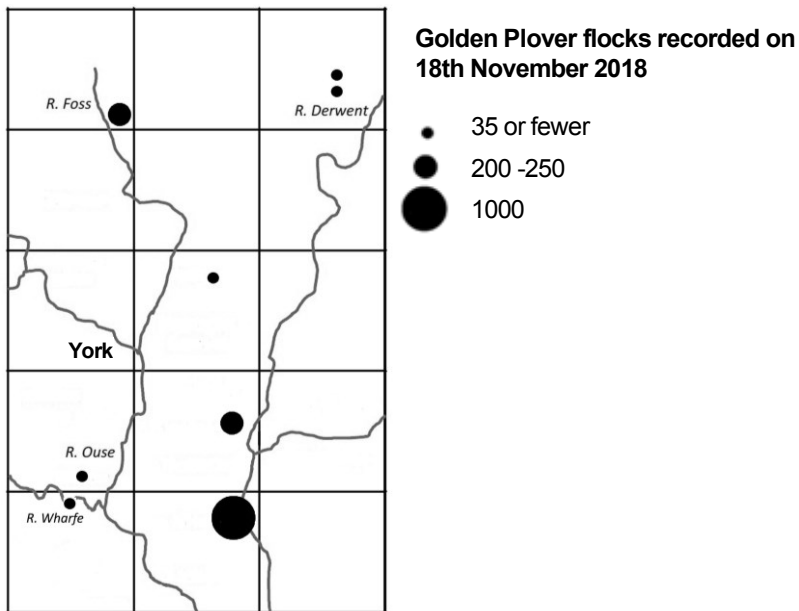 Golden Plover flocks recorded on
18th November 2018
35 or fewer
200 -250
1000
R. Foss
R. Derwent
York
R. Ouse
R. Wharfe